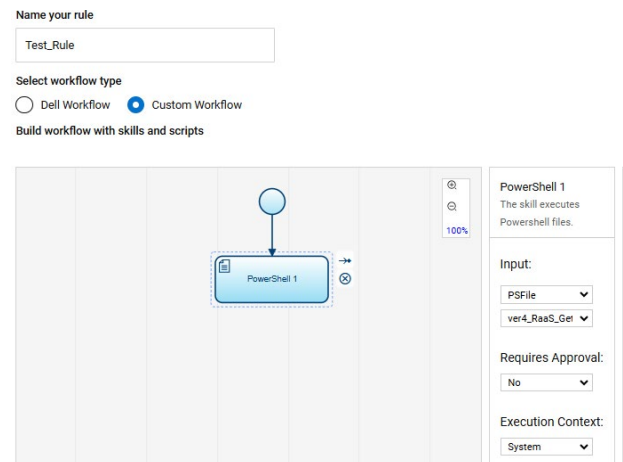 Name your rule
Test_Rule
Select workflow type
Dell Workflow
Custom Workflow
Build workflow with skills and scripts
100%
PowerShell 1
PowerShell 1
The skill executes
Powershell files.
Input:
PSFile
ver4_RaaS_Get
Requires Approval:
No
Execution Context:
System